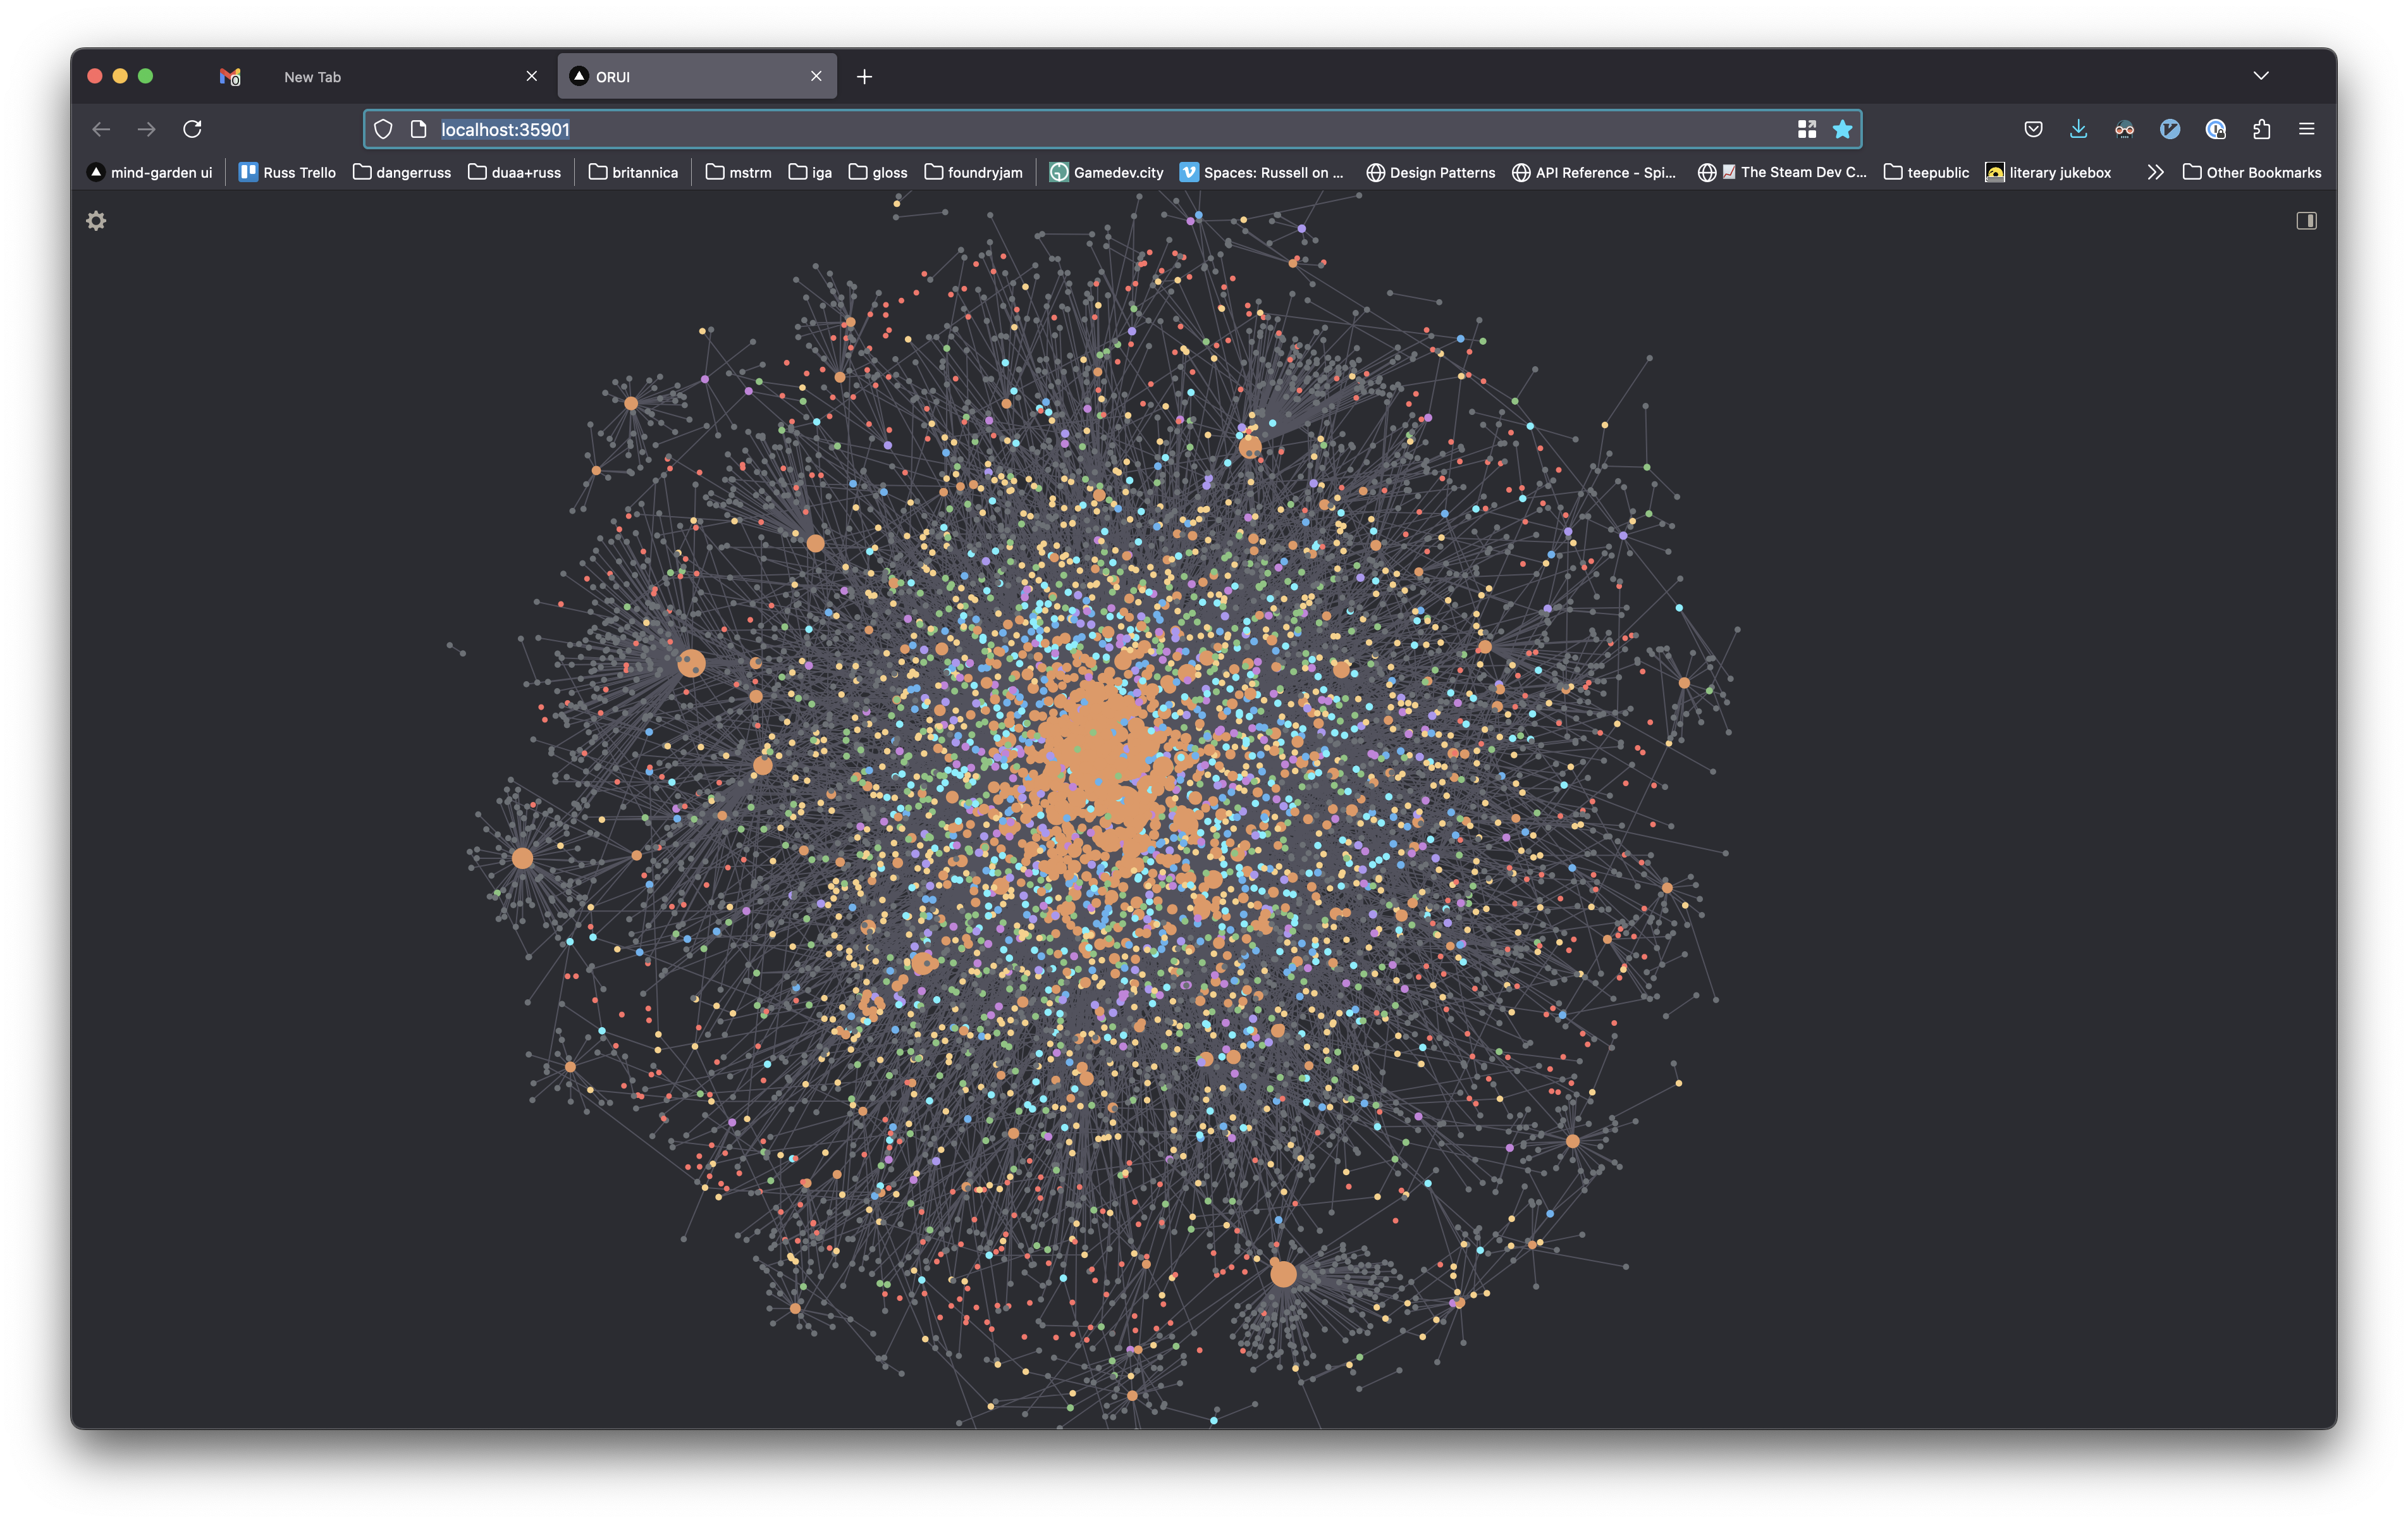 New Tab
ORUI
localhost:35901
mind-garden ui Russ Trello dangerruss duaa+russ britannica mstrm iga gloss foundryjam Gamedev.city Spaces: Russell on ... Design Patterns API Reference - Spi... The Steam Dev C... teepublic literary jukebox Other Bookmarks